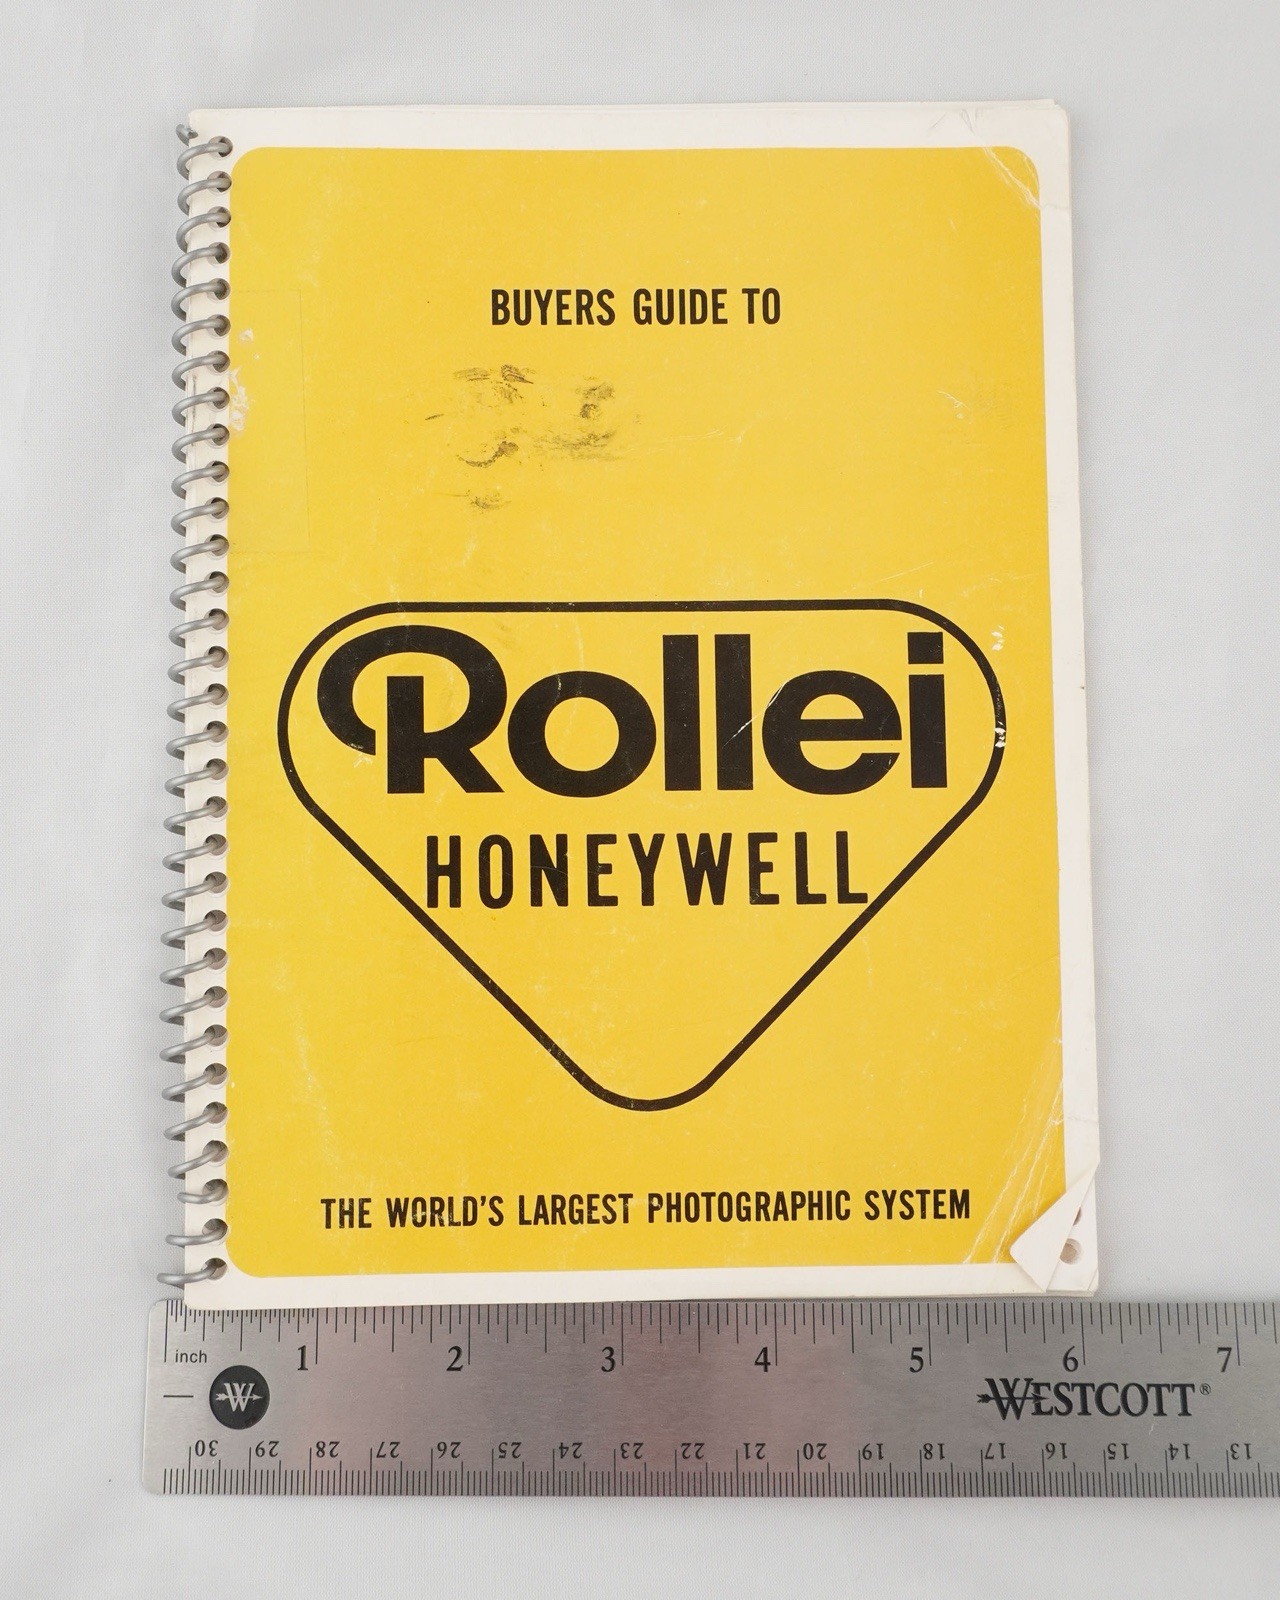 BUYERS GUIDE TO
Rollei
HONEYWELL
THE WORLD'S LARGEST PHOTOGRAPHIC SYSTEM
inch 1 2 3 4 5 6 7
W WESTCOTT®
30 29 28 27 26 25 24 23 22 21 20 19 18 17 16 15 14 13